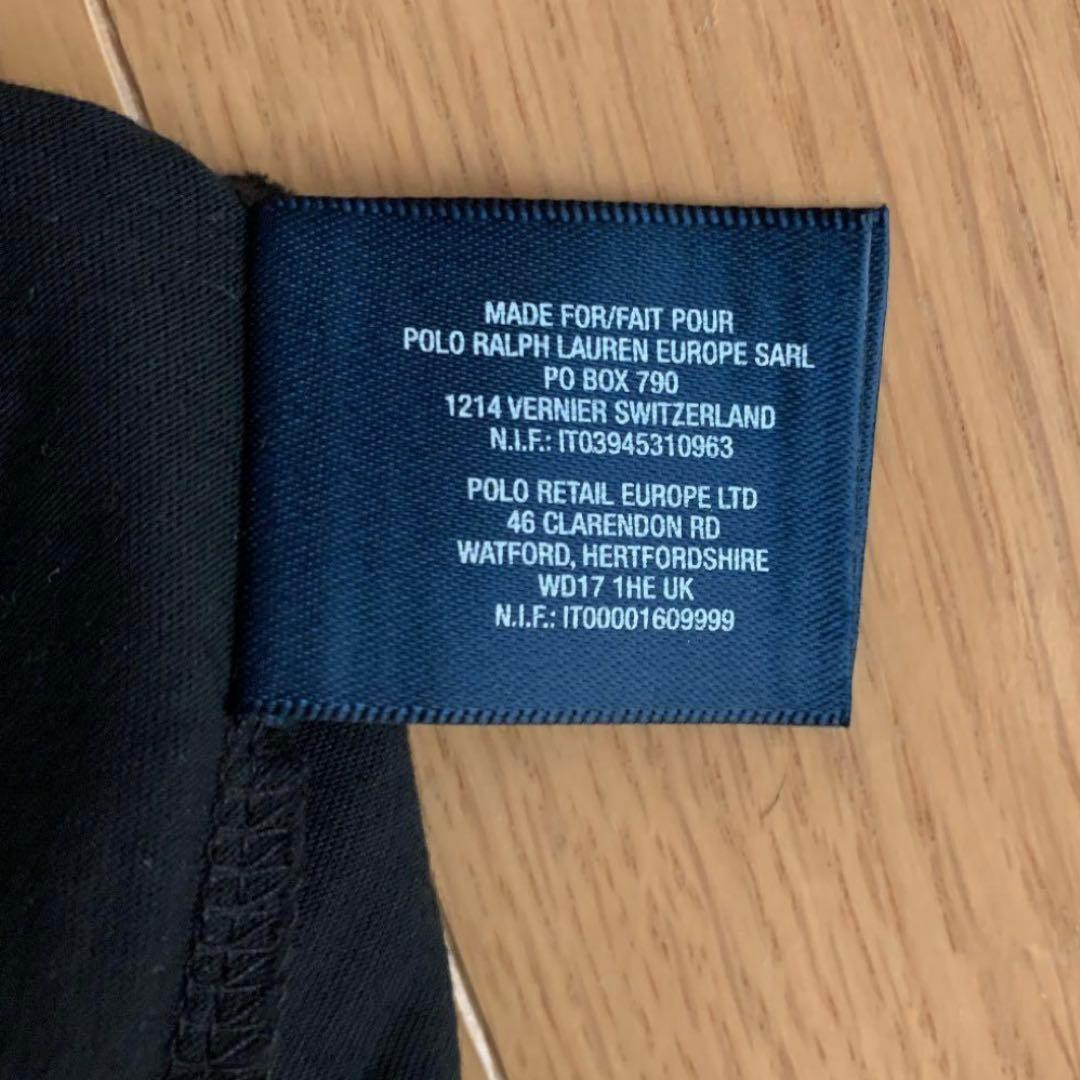 MADE FOR/FAIT POUR
POLO RALPH LAUREN EUROPE SARL
PO BOX 790
1214 VERNIER SWITZERLAND
N.I.F.: IT03945310963
POLO RETAIL EUROPE LTD
46 CLARENDON RD
WATFORD, HERTFORDSHIRE
WD17 1HE UK
N.I.F.: IT00001609999